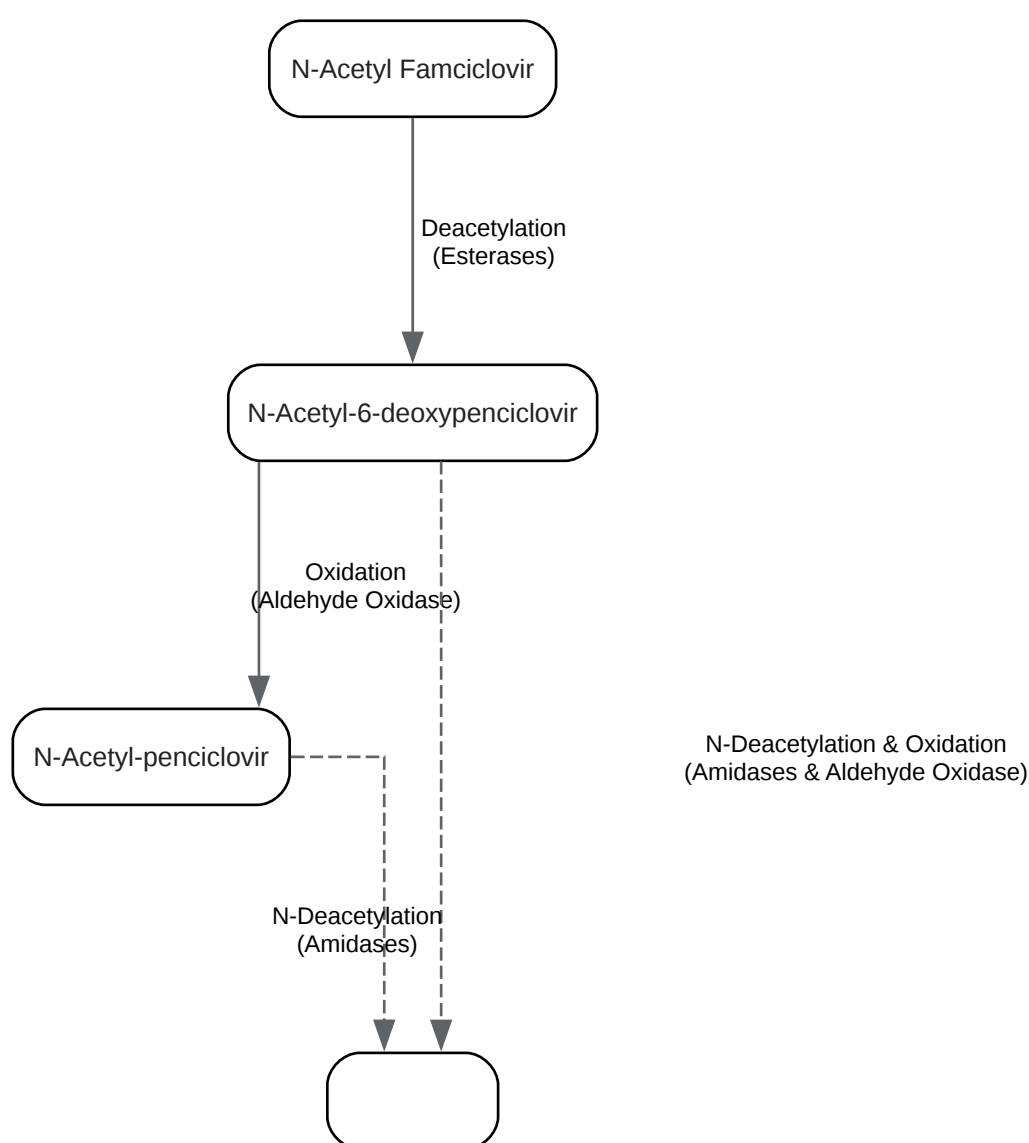 N-Acetyl Famciclovir
Deacetylation
(Esterases)
N-Acetyl-6-deoxypenciclovir
Oxidation
(Aldehyde Oxidase)
N-Acetyl-penciclovir
N-Deacetylation & Oxidation
(Amidases & Aldehyde Oxidase)
N-Deacetylation
(Amidases)